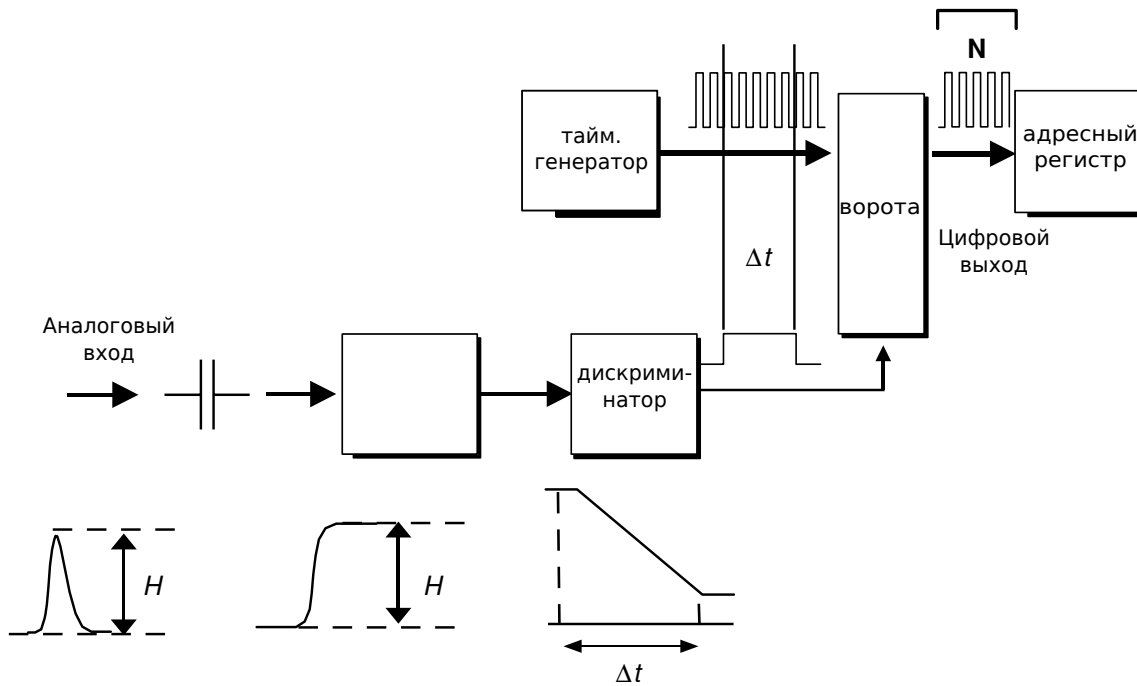 N
тайм.
генератор
адресный
регистр
ворота
Цифровой
выход
Δt
Аналоговый
вход
дискрими-
натор
H
H
Δt